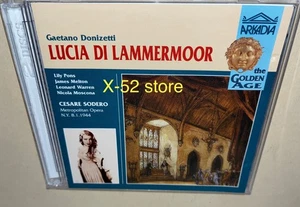 Gaetano Donizetti
LUCIA DI LAMMERMOOR
ARKADIA
the
GOLDEN
AGE
Lily Pons
James Melton
Leonard Warren
Nicola Moscona
X-52 store
CESARE SODERO
Metropolitan Opera
N.Y. 8.1.1944